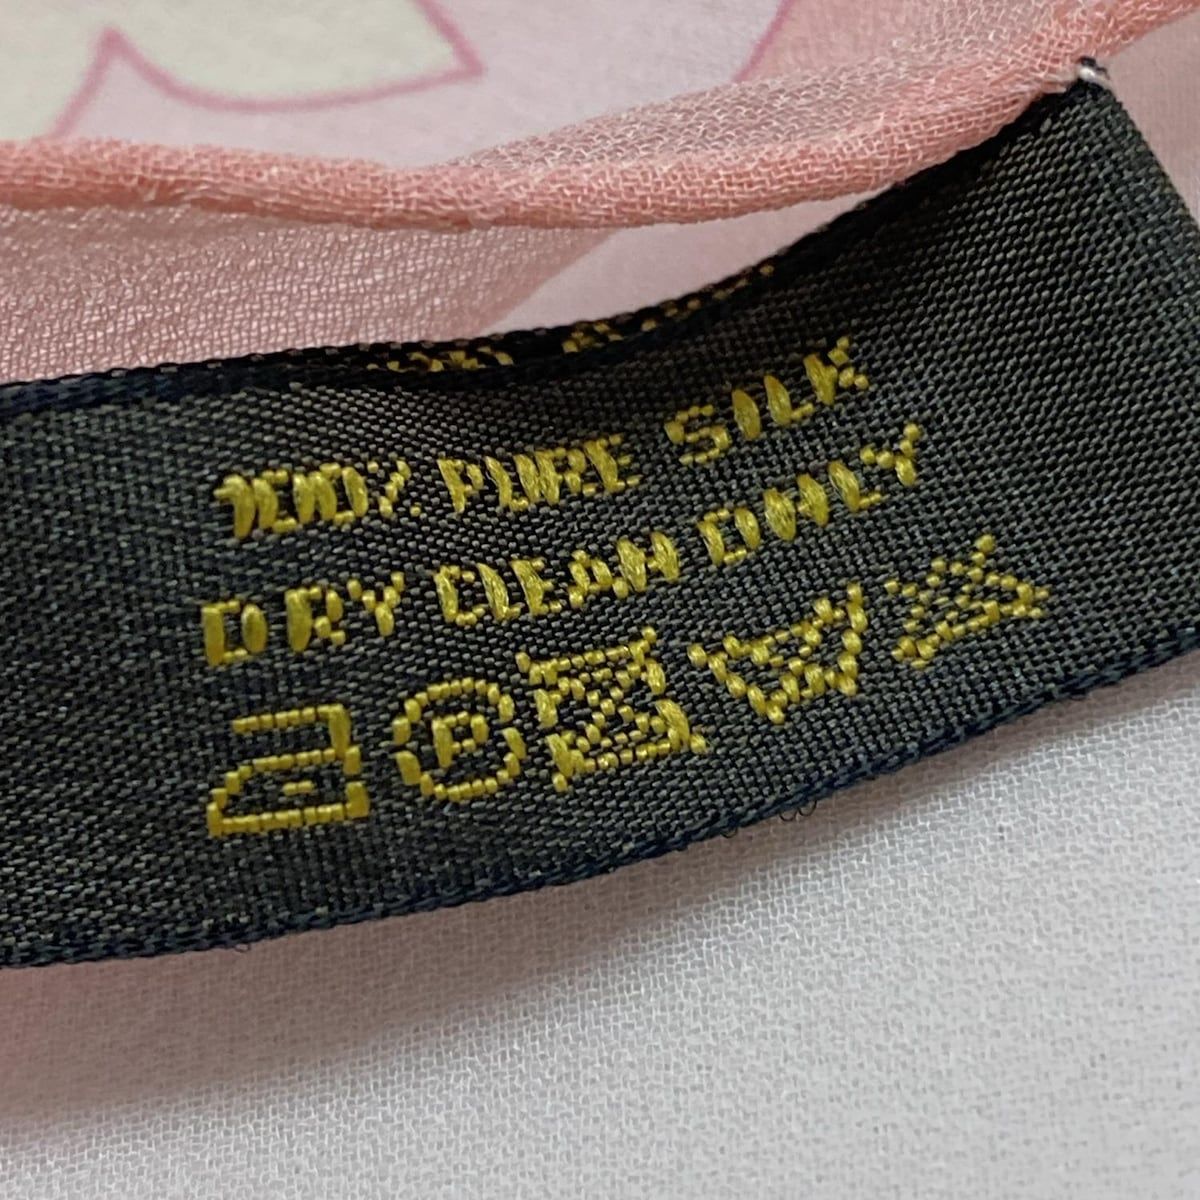 100% PURE SILK
DRY CLEAN ONLY
P